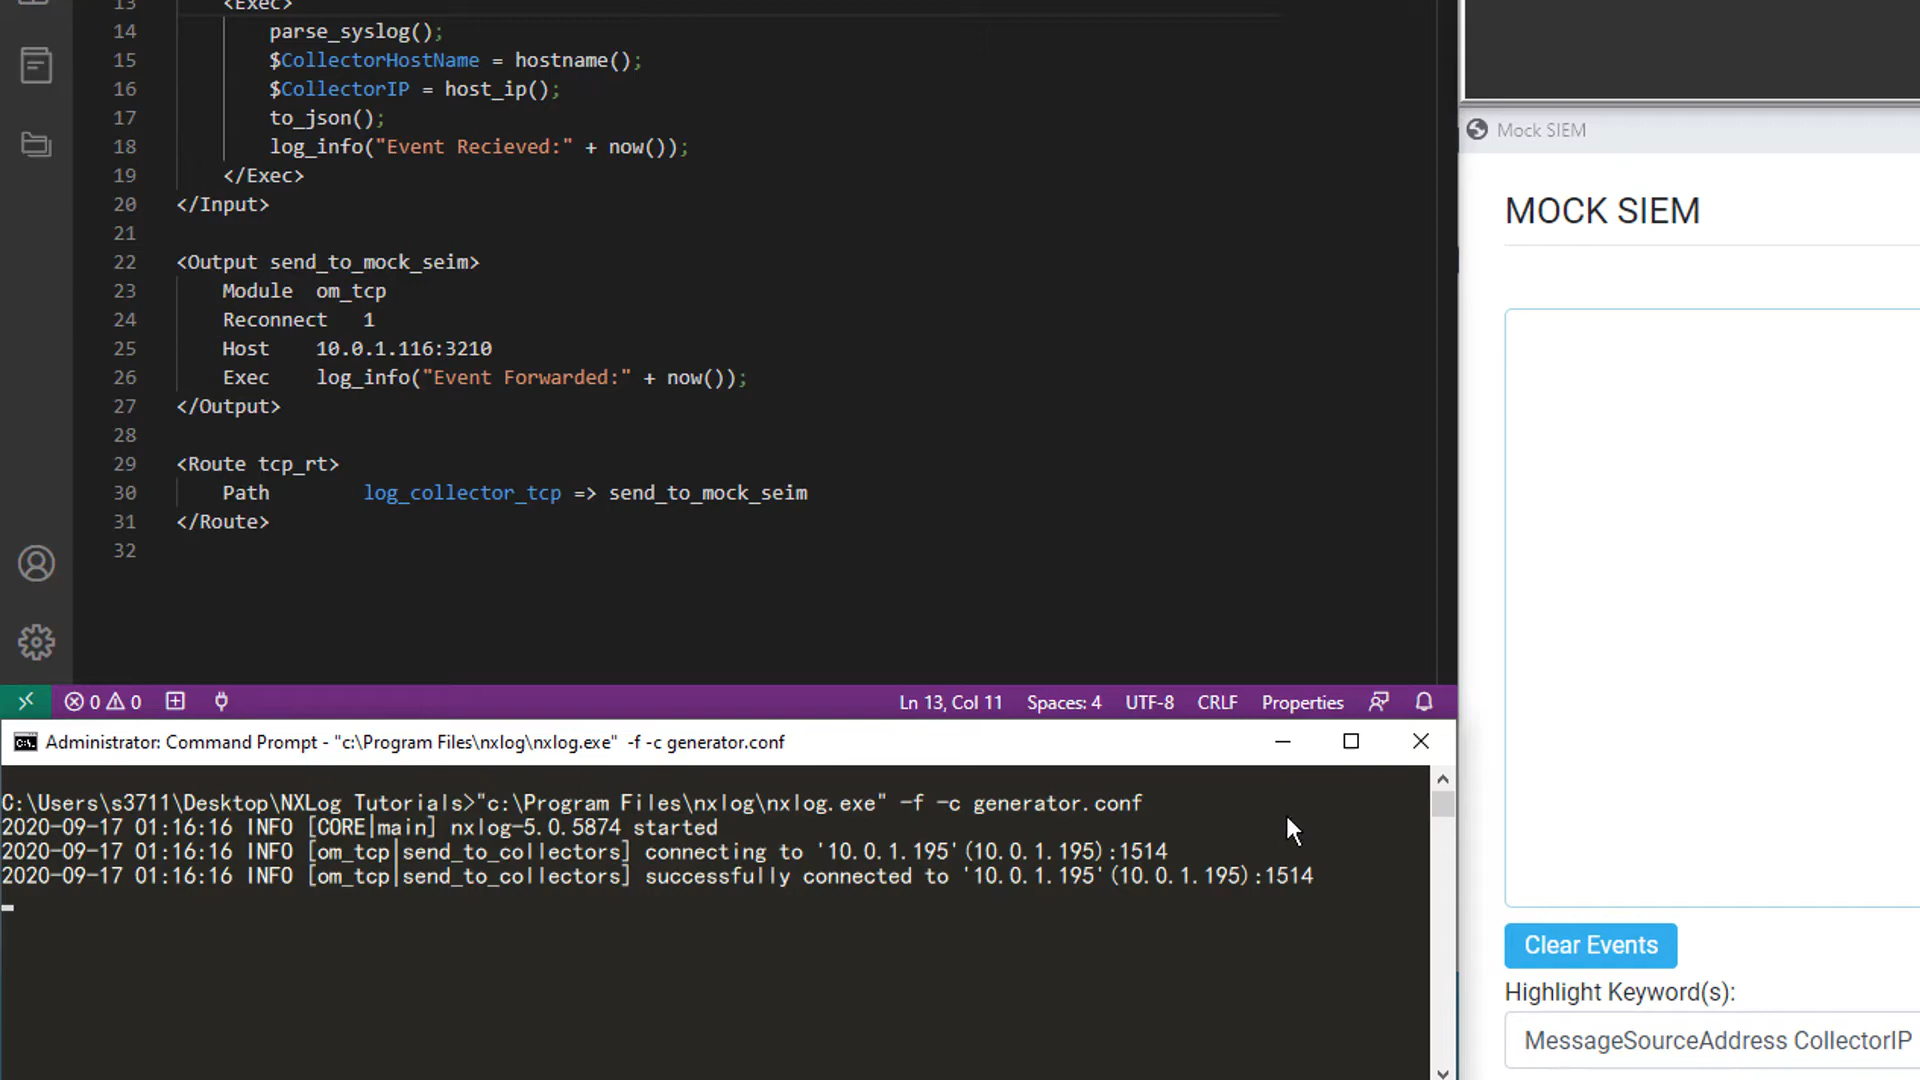 13 <Exec>
14 parse_syslog();
15 $CollectorHostName = hostname();
16 $CollectorIP = host_ip();
17 to_json();
18 log_info("Event Recieved:" + now());
19 </Exec>
20 </Input>
21
22 <Output send_to_mock_seim>
23 Module om_tcp
24 Reconnect 1
25 Host 10.0.1.116:3210
26 Exec log_info("Event Forwarded:" + now());
27 </Output>
28
29 <Route tcp_rt>
30 Path log_collector_tcp => send_to_mock_seim
31 </Route>
32
0 0 Ln 13, Col 11 Spaces: 4 UTF-8 CRLF Properties
Administrator: Command Prompt - "c:\Program Files\nxlog\nxlog.exe" -f -c generator.conf
C:\Users\s3711\Desktop\NXLog Tutorials>"c:\Program Files\nxlog\nxlog.exe" -f -c generator.conf
2020-09-17 01:16:16 INFO [CORE|main] nxlog-5.0.5874 started
2020-09-17 01:16:16 INFO [om_tcp|send_to_collectors] connecting to '10.0.1.195'(10.0.1.195):1514
2020-09-17 01:16:16 INFO [om_tcp|send_to_collectors] successfully connected to '10.0.1.195'(10.0.1.195):1514
Mock SIEM
MOCK SIEM
Clear Events
Highlight Keyword(s):
MessageSourceAddress CollectorIP